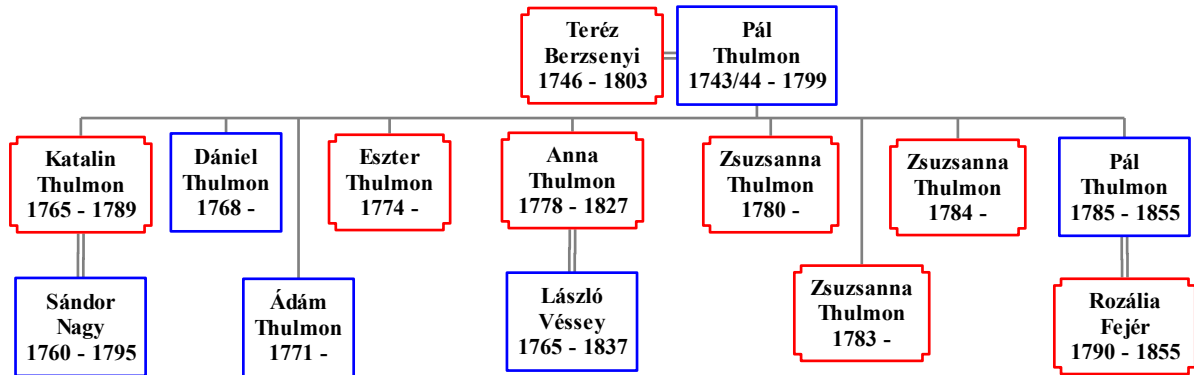 Teréz
Berzsenyi
1746 - 1803
Pál
Thulmon
1743/44 - 1799
Katalin
Thulmon
1765 - 1789
Dániel
Thulmon
1768 -
Eszter
Thulmon
1774 -
Anna
Thulmon
1778 - 1827
Zsuzsanna
Thulmon
1780 -
Zsuzsanna
Thulmon
1784 -
Pál
Thulmon
1785 - 1855
Sándor
Nagy
1760 - 1795
Ádám
Thulmon
1771 -
László
Véssey
1765 - 1837
Zsuzsanna
Thulmon
1783 -
Rozália
Fejér
1790 - 1855